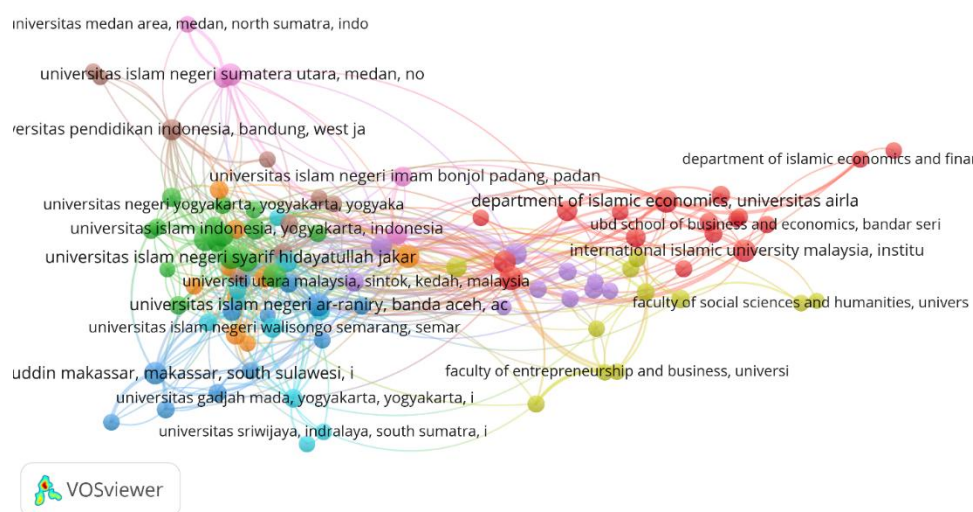 universitas medan area, medan, north sumatra, indo
universitas islam negeri sumatera utara, medan, no
versitas pendidikan indonesia, bandung, west ja
department of islamic economics and finan
universitas islam negeri imam bonjol padang, padan
universitas negeri yogyakarta, yogyakarta, yogyaka
department of islamic economics, universitas airla
universitas islam indonesia, yogyakarta, indonesia
ubd school of business and economics, bandar seri
universitas islam negeri syarif hidayatullah jakar
international islamic university malaysia, institu
universiti utara malaysia, sintok, kedah, malaysia
universitas islam negeri ar-raniry, banda aceh, ac
faculty of social sciences and humanities, univers
universitas islam negeri walisongo semarang, semar
uddin makassar, makassar, south sulawesi, i
faculty of entrepreneurship and business, universi
universitas gadjah mada, yogyakarta, yogyakarta, i
universitas sriwijaya, indralaya, south sumatra, i
VOSviewer